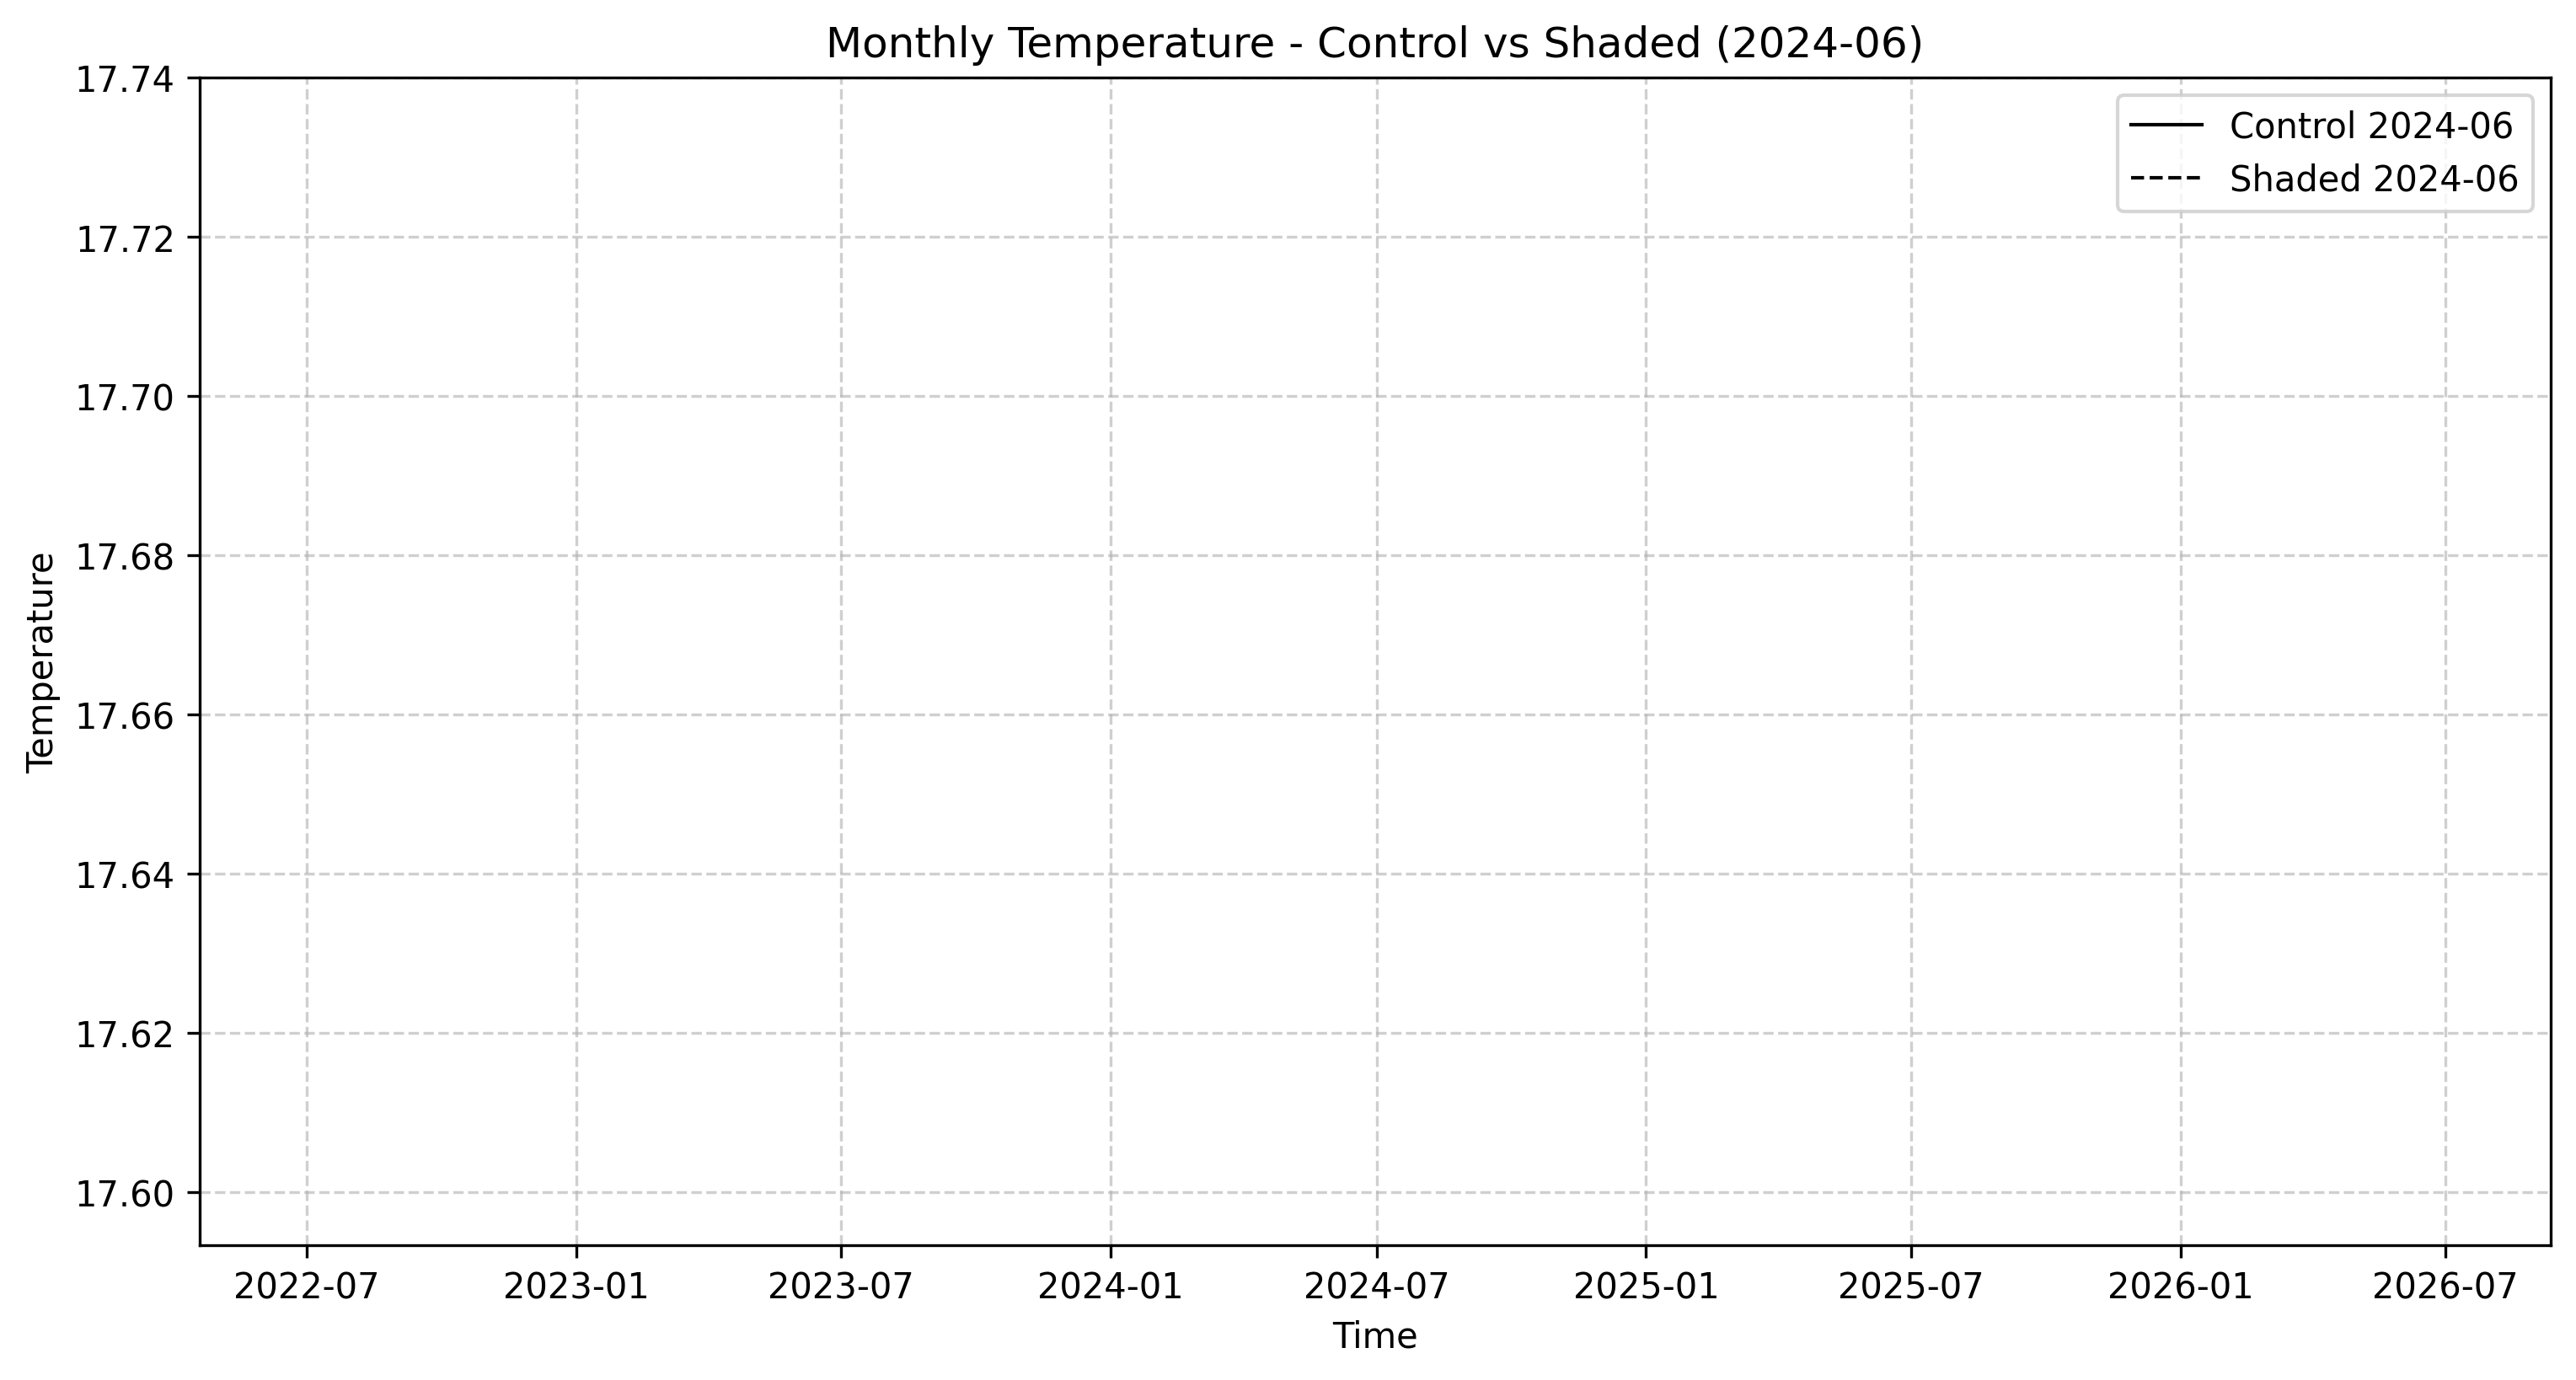 Monthly Temperature - Control vs Shaded (2024-06)
17.74
17.72
17.70
17.68
17.66
17.64
17.62
17.60
Temperature
Control 2024-06
Shaded 2024-06
2022-07 2023-01 2023-07 2024-01 2024-07 2025-01 2025-07 2026-01 2026-07
Time